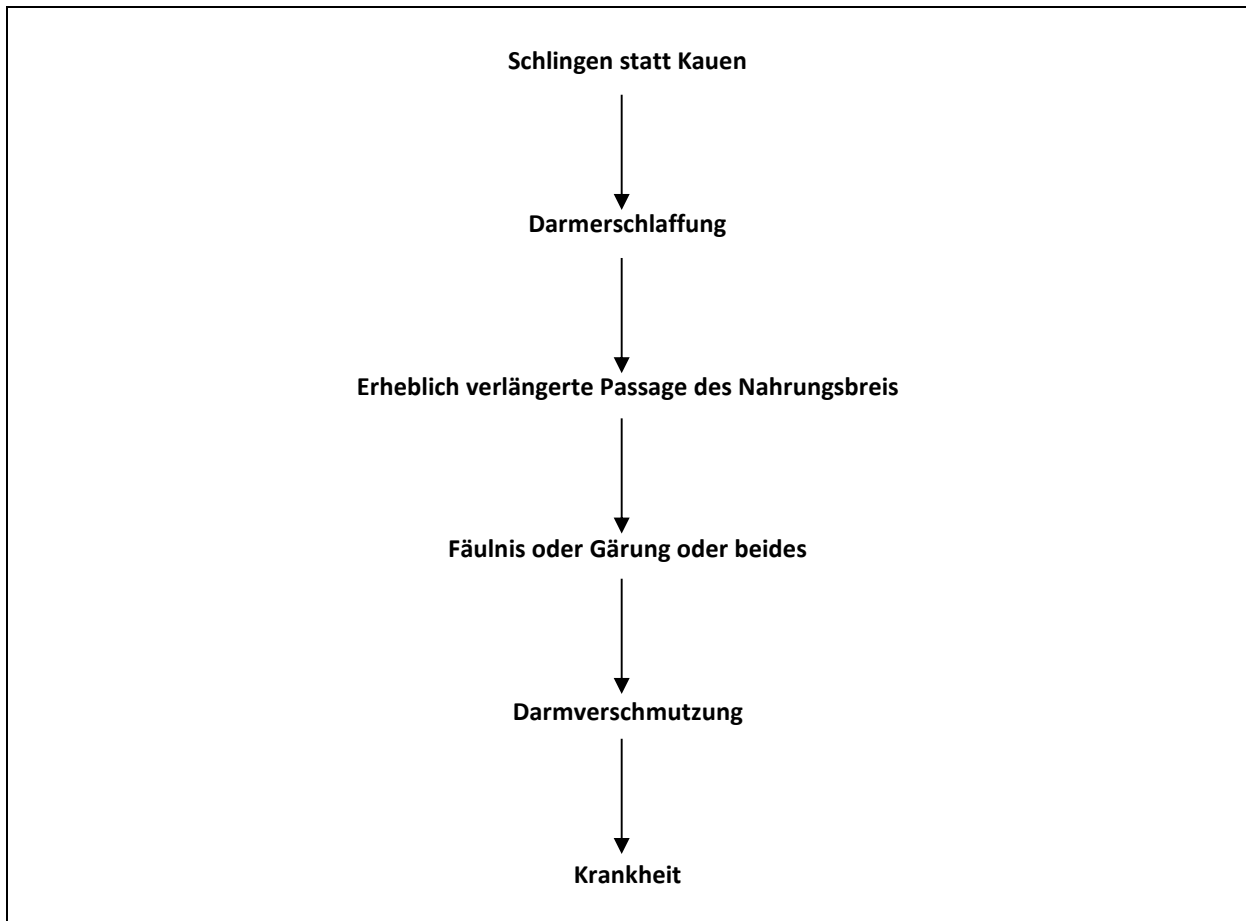 Schlingen statt Kauen
Darmerschlaffung
Erheblich verlängerte Passage des Nahrungsbreis
Fäulnis oder Gärung oder beides
Darmverschmutzung
Krankheit